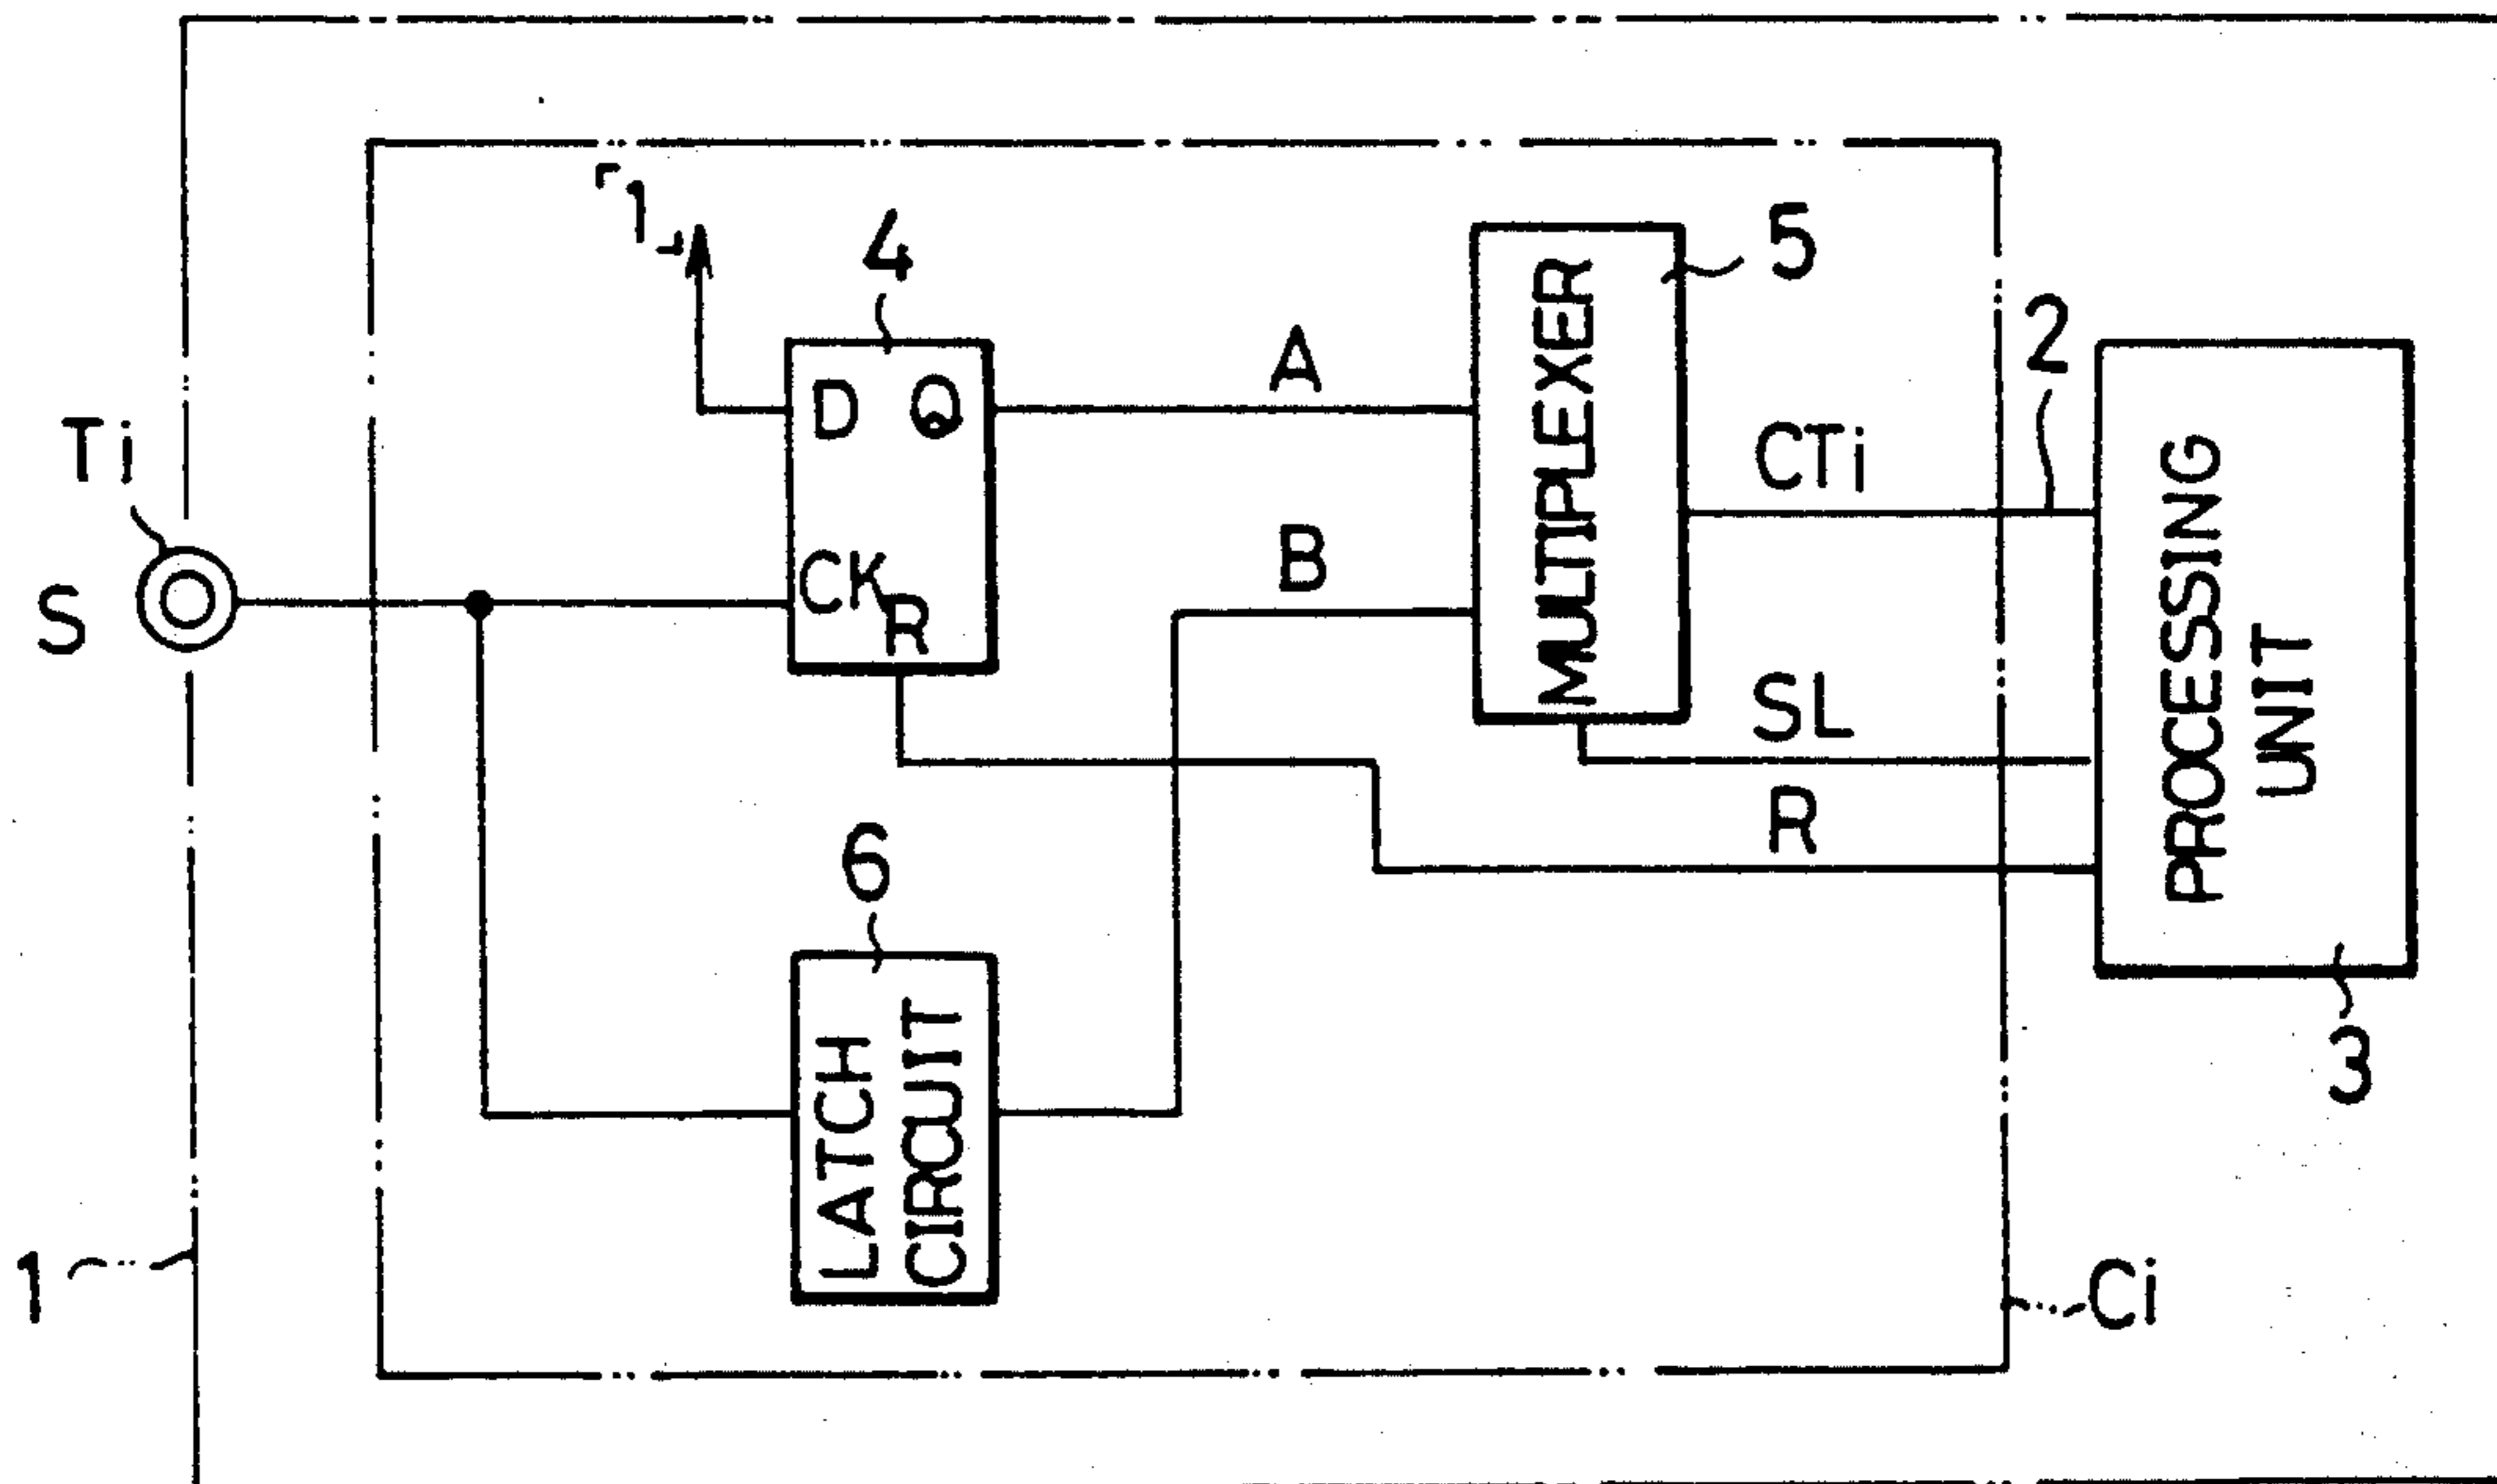 「1」
4
5
2
D Q
A
MULTIPLEXER
CTi
PROCESSING
UNIT
Ti
S
CK
R
B
SL
R
6
LATCH
CIRCUIT
3
1
Ci